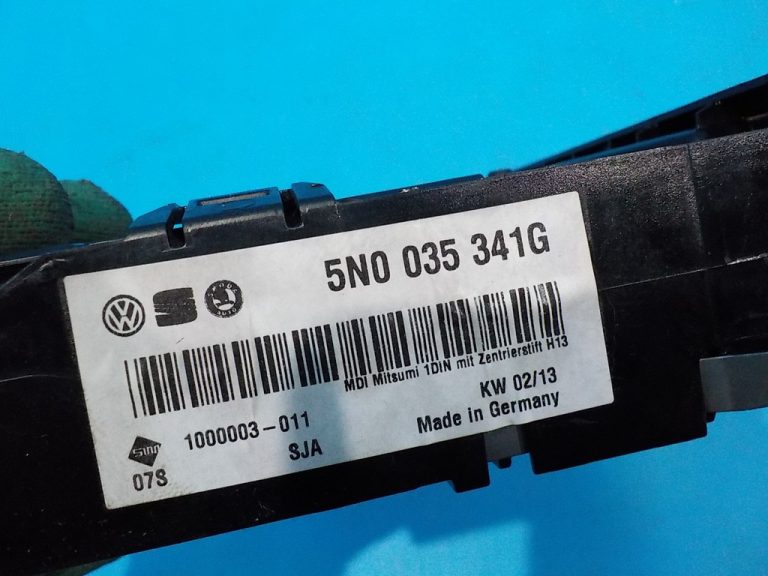 5N0 035 341G
MDI Mitsumi 1DIN mit Zentrierstift H13
KW 02/13
1000003-011
Made in Germany
SJA
07S